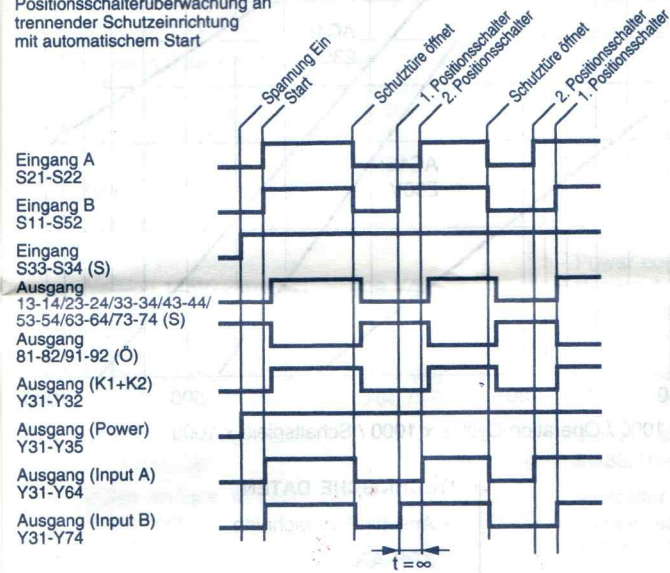 Positionsschalterüberwachung an
trennender Schutzeinrichtung
mit automatischem Start
Spannung Ein
Start
Schutztüre öffnet
1. Positionsschalter
2. Positionsschalter
Schutztüre öffnet
2. Positionsschalter
1. Positionsschalter
Eingang A
S21-S22
Eingang B
S11-S52
Eingang
S33-S34 (S)
Ausgang
13-14/23-24/33-34/43-44/
53-54/63-64/73-74 (S)
Ausgang
81-82/91-92 (Ö)
Ausgang (K1+K2)
Y31-Y32
Ausgang (Power)
Y31-Y35
Ausgang (Input A)
Y31-Y64
Ausgang (Input B)
Y31-Y74
t = ∞